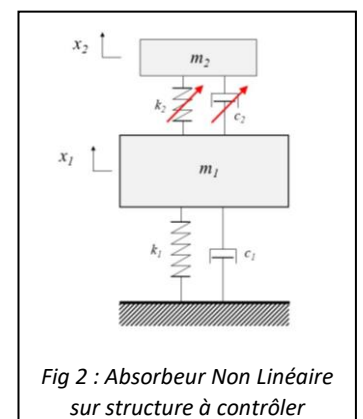 x2
m2
k2
c2
x1
m1
k1
c1
Fig 2 : Absorbeur Non Linéaire
sur structure à contrôler